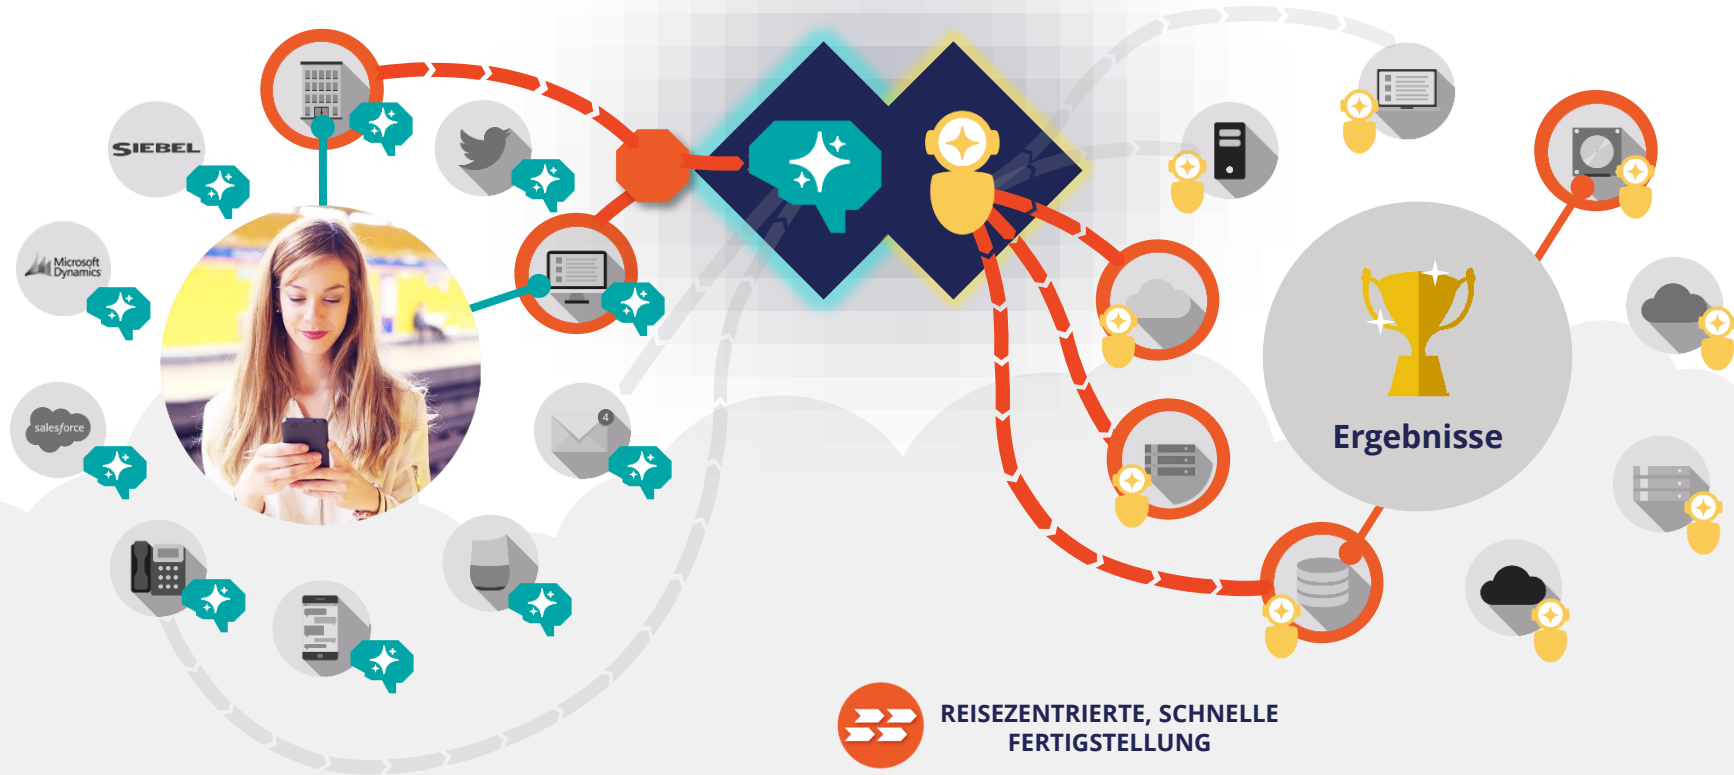 SIEBEL
Microsoft
Dynamics
salesforce
4
Ergebnisse
REISEZENTRIERTE, SCHNELLE
FERTIGSTELLUNG